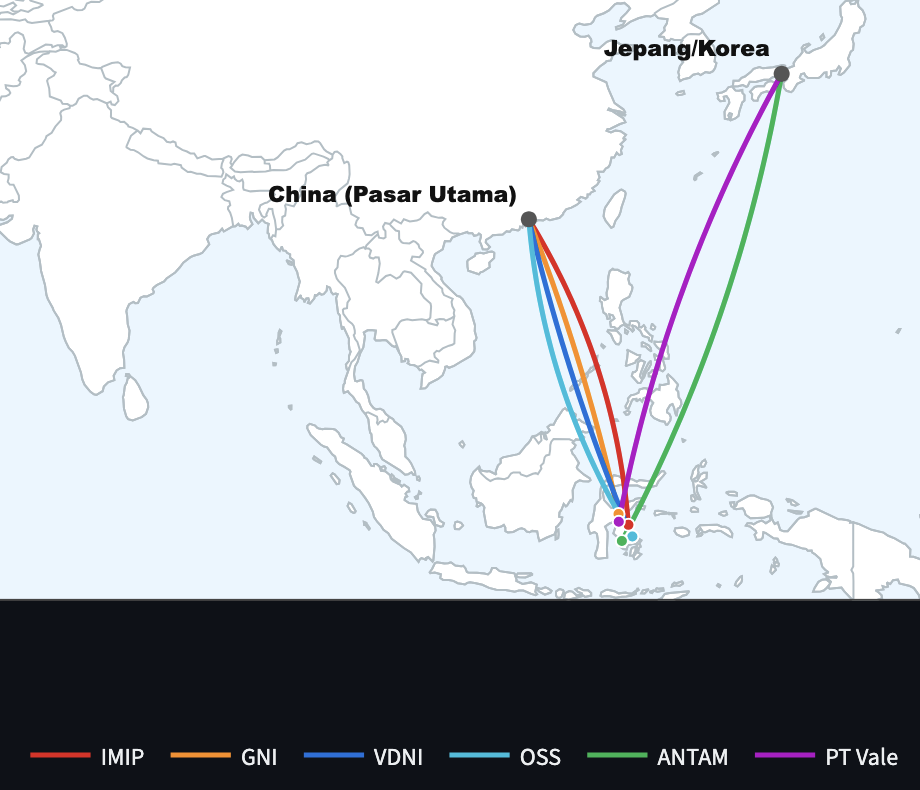 Jepang/Korea
China (Pasar Utama)
IMIP GNI VDNI OSS ANTAM PT Vale